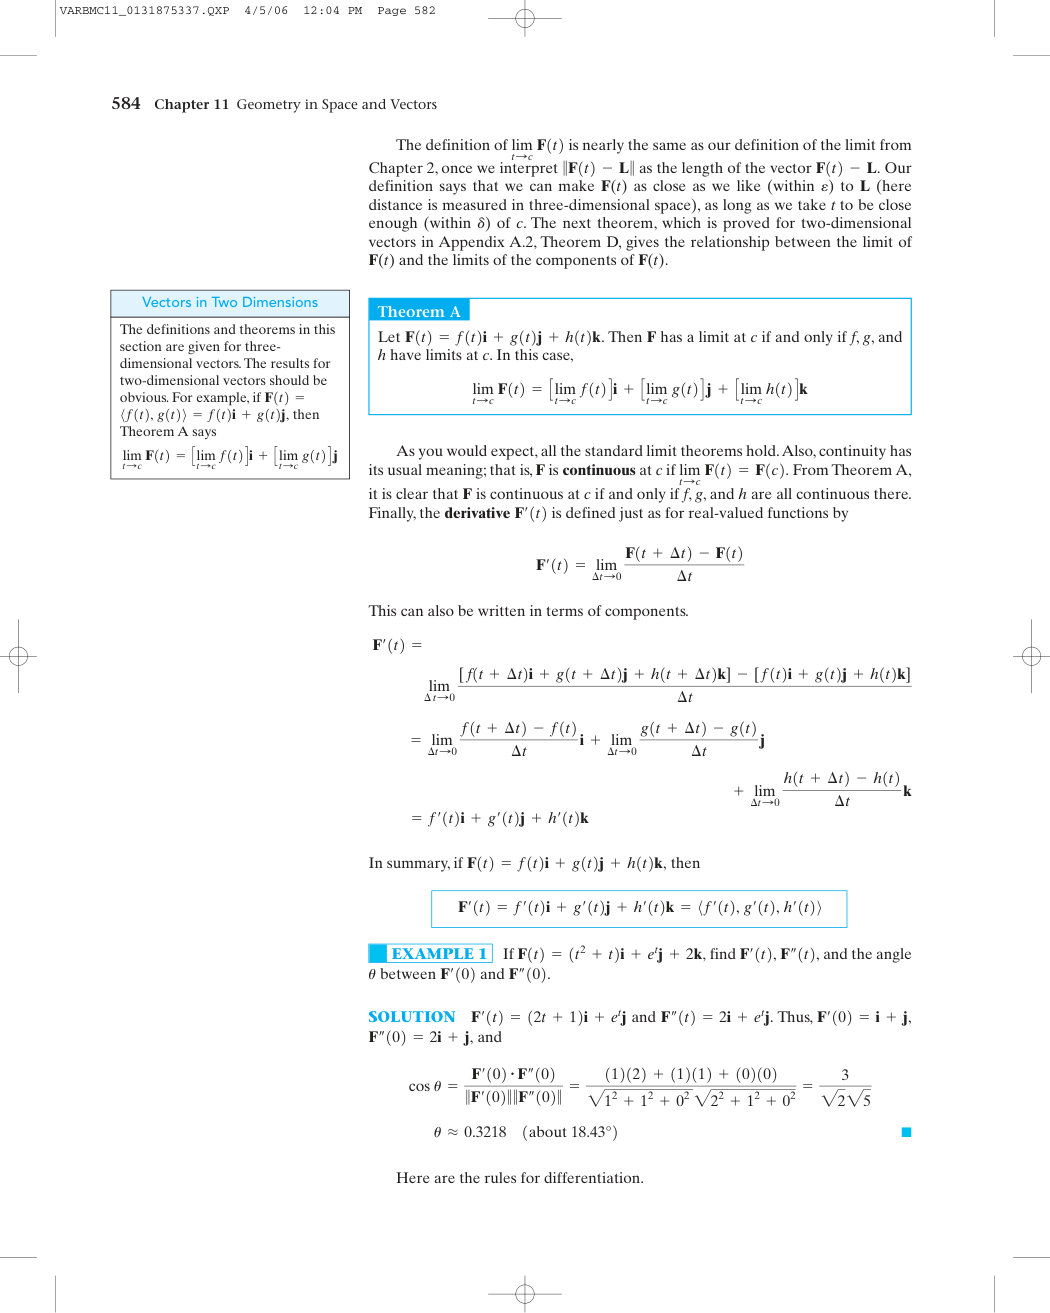 VARBMC11_0131875337.QXP 4/5/06 12:04 PM Page 582
584 Chapter 11 Geometry in Space and Vectors
The definition of lim_{t→c} F(t) is nearly the same as our definition of the limit from
Chapter 2, once we interpret ‖F(t) − L‖ as the length of the vector F(t) − L. Our
definition says that we can make F(t) as close as we like (within ε) to L (here
distance is measured in three-dimensional space), as long as we take t to be close
enough (within δ) of c. The next theorem, which is proved for two-dimensional
vectors in Appendix A.2, Theorem D, gives the relationship between the limit of
F(t) and the limits of the components of F(t).
Vectors in Two Dimensions
The definitions and theorems in this
section are given for three-
dimensional vectors. The results for
two-dimensional vectors should be
obvious. For example, if F(t) =
⟨f(t), g(t)⟩ = f(t)i + g(t)j, then
Theorem A says
lim_{t→c} F(t) = [lim_{t→c} f(t)]i + [lim_{t→c} g(t)]j
Theorem A
Let F(t) = f(t)i + g(t)j + h(t)k. Then F has a limit at c if and only if f, g, and
h have limits at c. In this case,
lim_{t→c} F(t) = [lim_{t→c} f(t)]i + [lim_{t→c} g(t)]j + [lim_{t→c} h(t)]k
As you would expect, all the standard limit theorems hold. Also, continuity has
its usual meaning; that is, F is continuous at c if lim_{t→c} F(t) = F(c). From Theorem A,
it is clear that F is continuous at c if and only if f, g, and h are all continuous there.
Finally, the derivative F′(t) is defined just as for real-valued functions by
F′(t) = lim_{Δt→0} (F(t + Δt) − F(t)) / Δt
This can also be written in terms of components.
F′(t) =
lim_{Δt→0} ([f(t + Δt)i + g(t + Δt)j + h(t + Δt)k] − [f(t)i + g(t)j + h(t)k]) / Δt
= lim_{Δt→0} (f(t + Δt) − f(t)) / Δt i + lim_{Δt→0} (g(t + Δt) − g(t)) / Δt j
+ lim_{Δt→0} (h(t + Δt) − h(t)) / Δt k
= f′(t)i + g′(t)j + h′(t)k
In summary, if F(t) = f(t)i + g(t)j + h(t)k, then
F′(t) = f′(t)i + g′(t)j + h′(t)k = ⟨f′(t), g′(t), h′(t)⟩
EXAMPLE 1 If F(t) = (t² + t)i + eᵗj + 2k, find F′(t), F″(t), and the angle
θ between F′(0) and F″(0).
SOLUTION F′(t) = (2t + 1)i + eᵗj and F″(t) = 2i + eᵗj. Thus, F′(0) = i + j,
F″(0) = 2i + j, and
cos θ = (F′(0) · F″(0)) / (‖F′(0)‖‖F″(0)‖) = ((1)(2) + (1)(1) + (0)(0)) / (√(1² + 1² + 0²) √(2² + 1² + 0²)) = 3 / (√2√5)
θ ≈ 0.3218 (about 18.43°)
Here are the rules for differentiation.